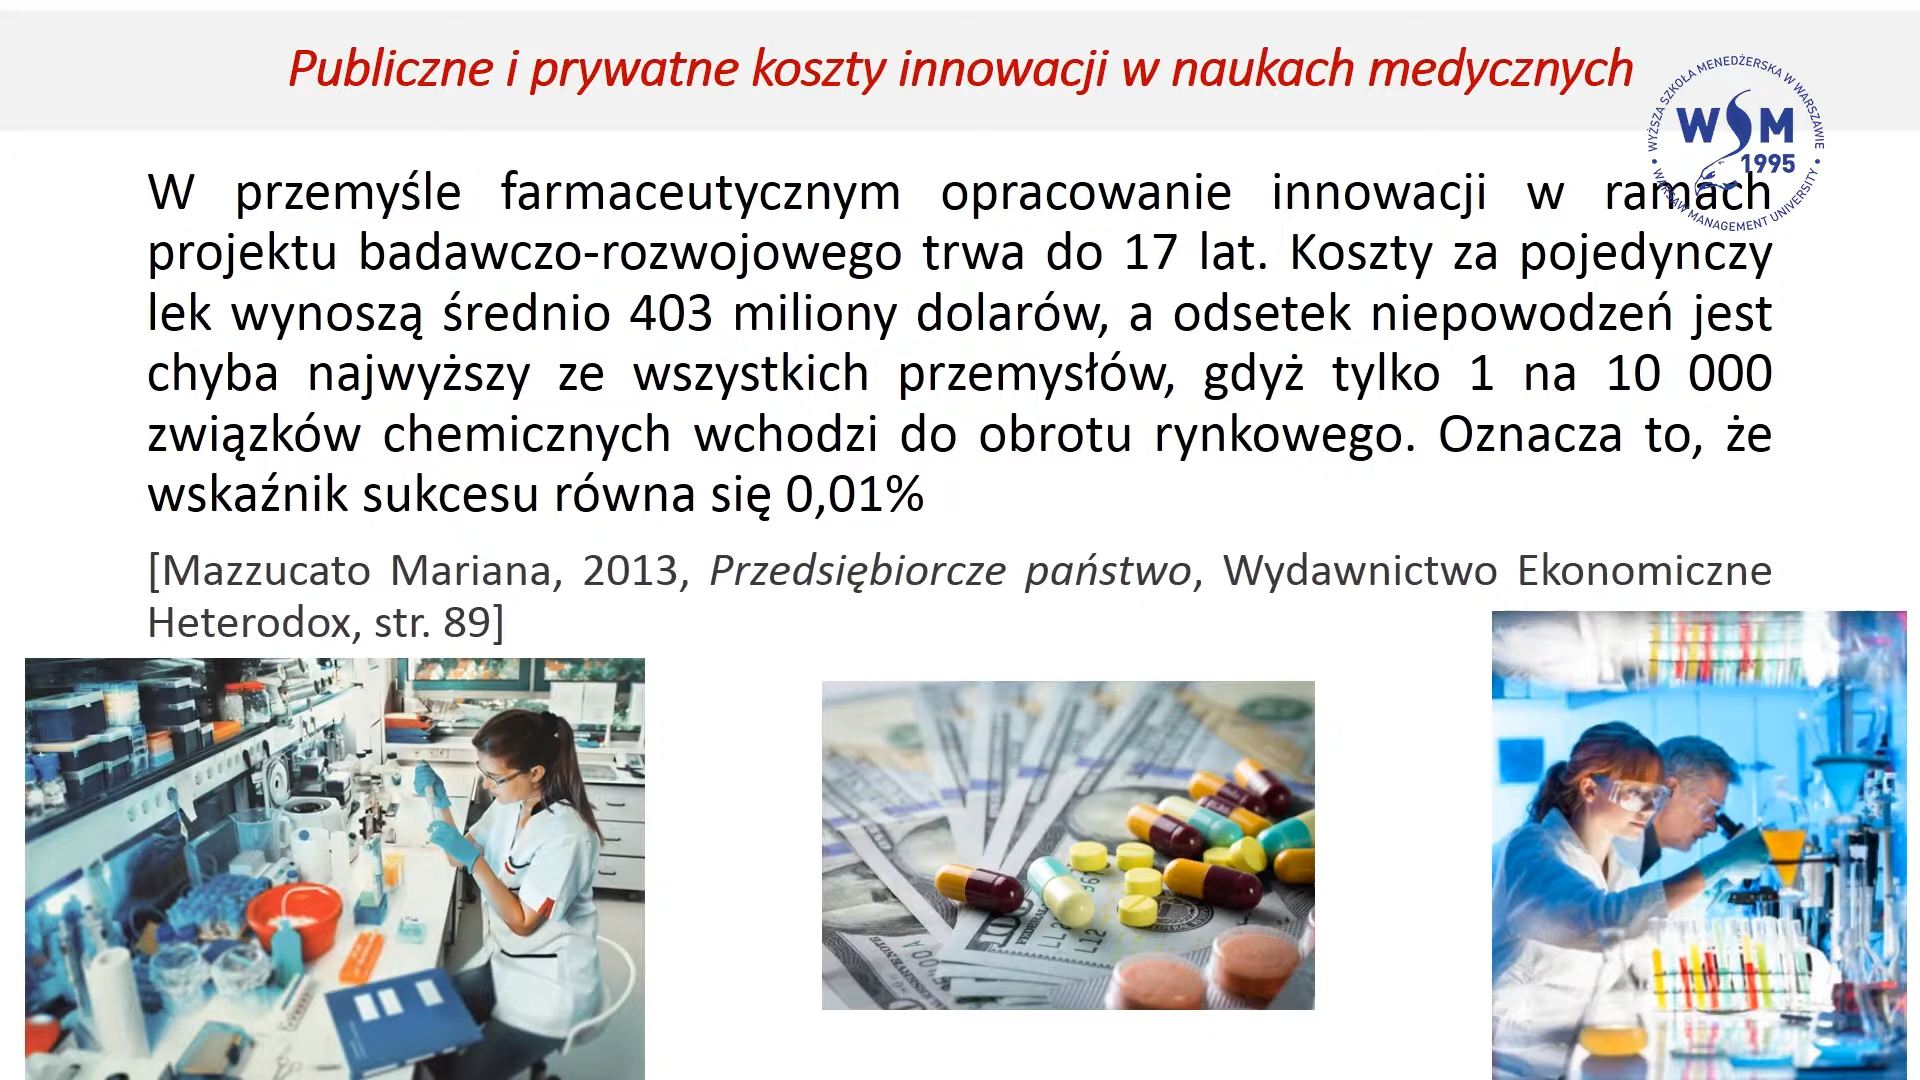 Publiczne i prywatne koszty innowacji w naukach medycznych
WYŻSZA SZKOŁA MENEDŻERSKA W WARSZAWIE
WSM
1995
WARSAW MANAGEMENT UNIVERSITY
W przemyśle farmaceutycznym opracowanie innowacji w ramach
projektu badawczo-rozwojowego trwa do 17 lat. Koszty za pojedynczy
lek wynoszą średnio 403 miliony dolarów, a odsetek niepowodzeń jest
chyba najwyższy ze wszystkich przemysłów, gdyż tylko 1 na 10 000
związków chemicznych wchodzi do obrotu rynkowego. Oznacza to, że
wskaźnik sukcesu równa się 0,01%
[Mazzucato Mariana, 2013, Przedsiębiorcze państwo, Wydawnictwo Ekonomiczne
Heterodox, str. 89]